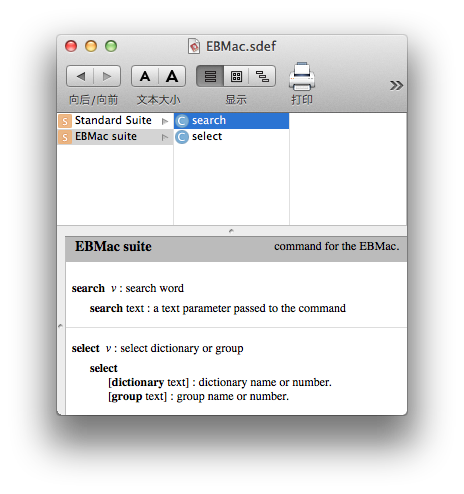 EBMac.sdef
A A
向后/向前 文本大小 显示 打印
S Standard Suite
S EBMac suite
C search
C select
EBMac suite command for the EBMac.
search v : search word
search text : a text parameter passed to the command
select v : select dictionary or group
select
[dictionary text] : dictionary name or number.
[group text] : group name or number.